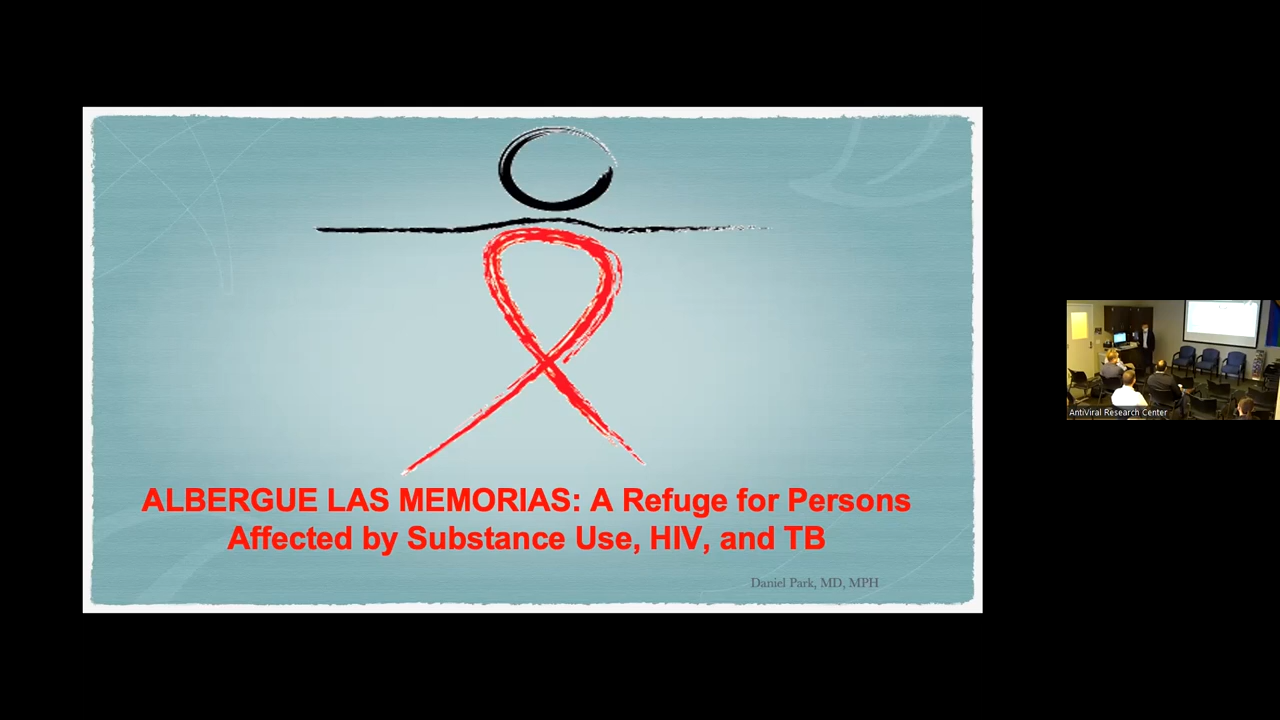 ALBERGUE LAS MEMORIAS: A Refuge for Persons
Affected by Substance Use, HIV, and TB
Daniel Park, MD, MPH
AntiViral Research Center